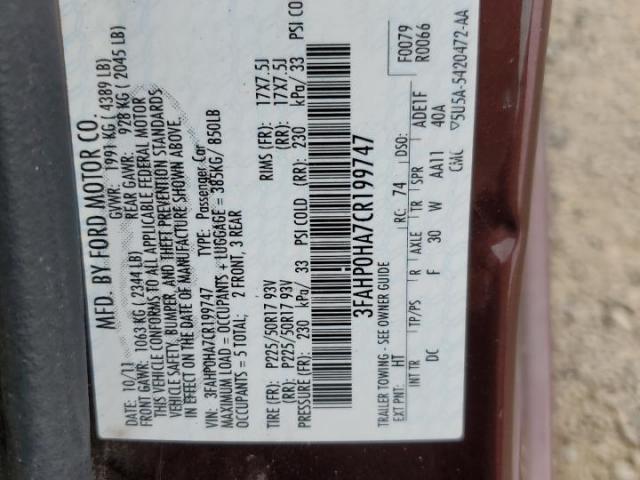 MFD. BY FORD MOTOR CO.
DATE: 10/11 GVWR: 1991 KG ( 4389 LB)
FRONT GAWR: 1063 KG ( 2344 LB) REAR GAWR: 928 KG ( 2045 LB)
THIS VEHICLE CONFORMS TO ALL APPLICABLE FEDERAL MOTOR
VEHICLE SAFETY, BUMPER, AND THEFT PREVENTION STANDARDS
IN EFFECT ON THE DATE OF MANUFACTURE SHOWN ABOVE.
VIN: 3FAHP0HA7CR199747 TYPE: Passenger Car
MAXIMUM LOAD = OCCUPANTS + LUGGAGE = 385KG/ 850LB
OCCUPANTS = 5 TOTAL; 2 FRONT, 3 REAR
TIRE (FR): P225/50R17 93V RIMS (FR): 17X7.5J
(RR): P225/50R17 93V (RR): 17X7.5J
PRESSURE (FR): 230 kPa/ 33 PSI COLD (RR): 230 kPa/ 33 PSI CO
3FAHP0HA7CR199747
TRAILER TOWING - SEE OWNER GUIDE F0079
EXT PNT: HT RC: 74 DSO: R0066
INT TR TP/PS R AXLE TR SPR ADE1F
DC F 30 W AA11 40A
CMC ▽5U5A-5420472-AA